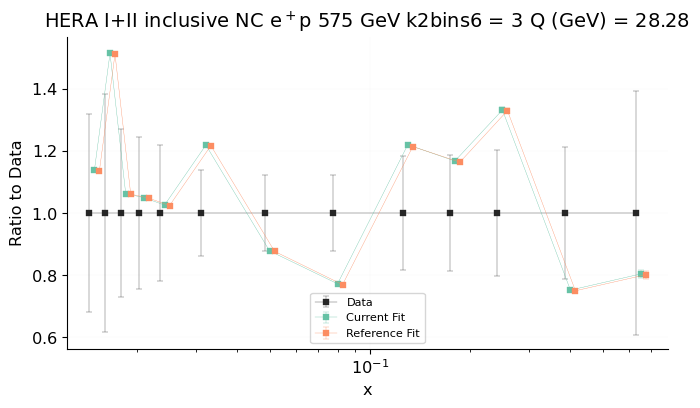 HERA I+II inclusive NC e⁺p 575 GeV k2bins6 = 3 Q (GeV) = 28.28
Ratio to Data
1.4
1.2
1.0
0.8
0.6
Data
Current Fit
Reference Fit
10⁻¹
x